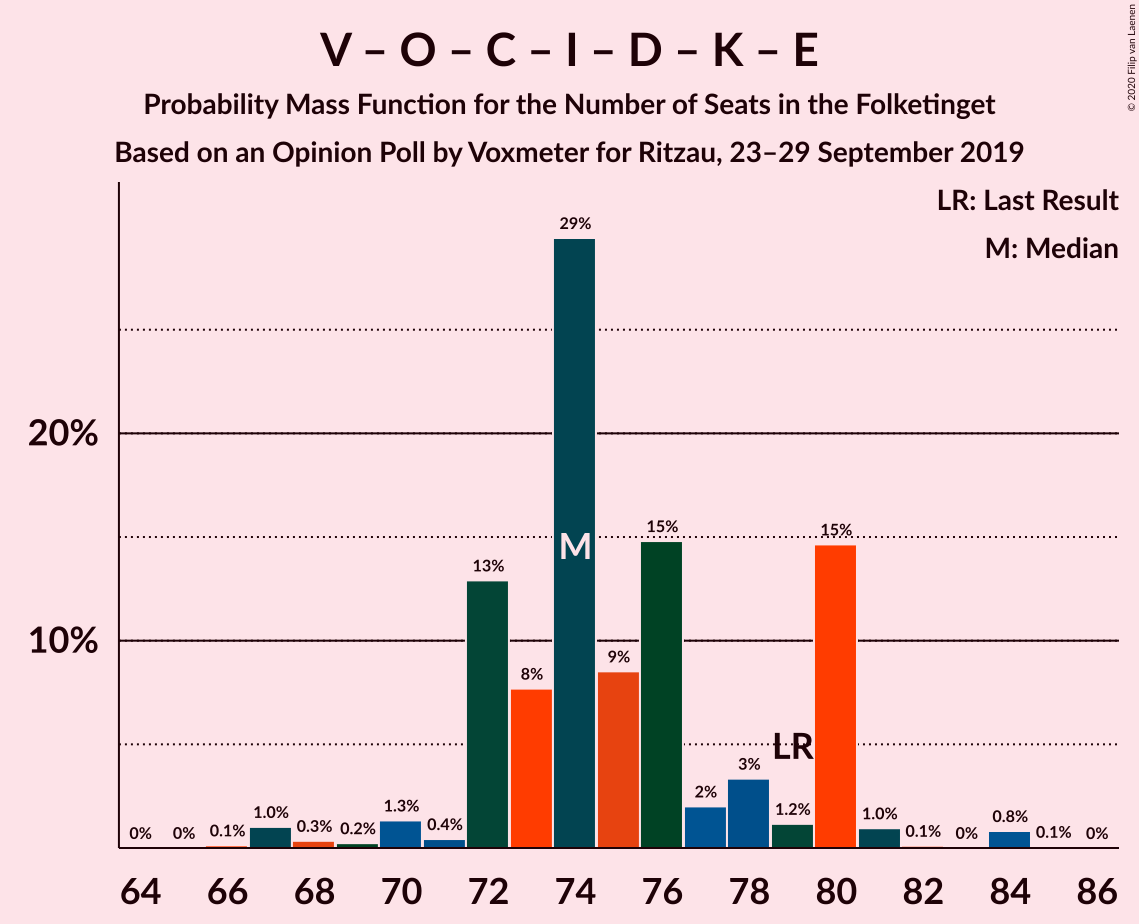 V – O – C – I – D – K – E
Probability Mass Function for the Number of Seats in the Folketinget
Based on an Opinion Poll by Voxmeter for Ritzau, 23–29 September 2019
© 2020 Filip van Laenen
LR: Last Result
M: Median
20%
10%
0%
0%
0.1%
1.0%
0.3%
0.2%
1.3%
0.4%
13%
8%
29%
M
9%
15%
2%
3%
1.2%
LR
15%
1.0%
0.1%
0%
0.8%
0.1%
0%
64 66 68 70 72 74 76 78 80 82 84 86